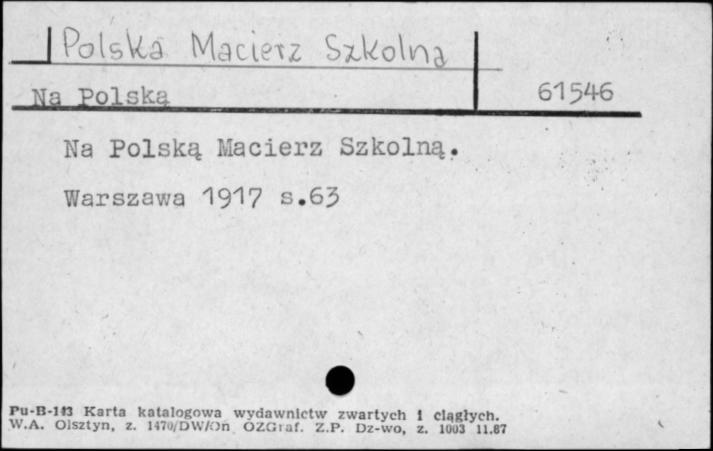 Polska Macierz Szkolna
Na Polską
61546
Na Polską Macierz Szkolną.
Warszawa 1917 s.63
Pu-B-113 Karta katalogowa wydawnictw zwartych i ciągłych.
W.A. Olsztyn, z. 1470/DW/On OZGraf. Z.P. Dz-wo, z. 1003 11.87